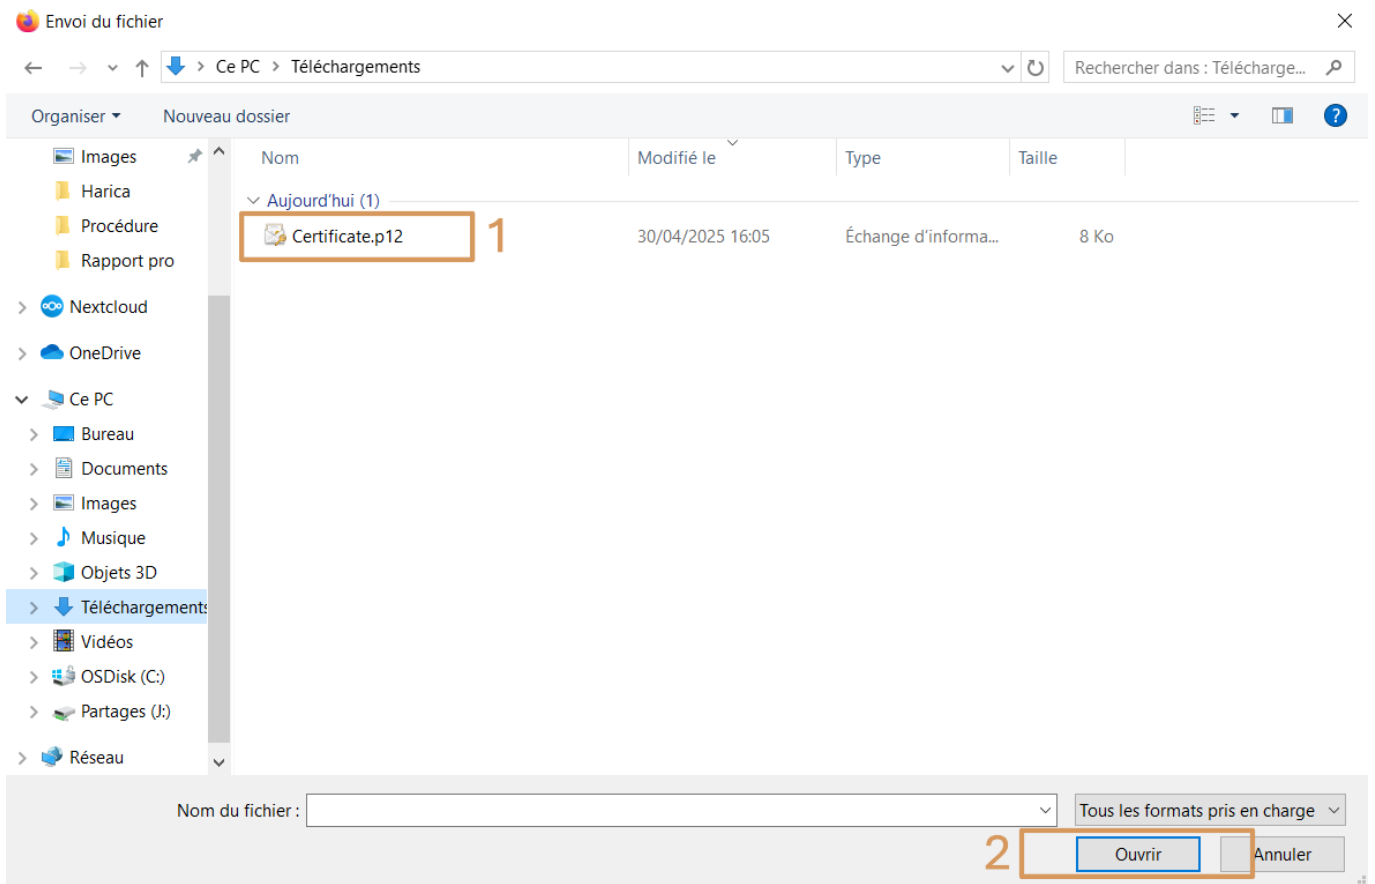 Envoi du fichier
Ce PC > Téléchargements
Rechercher dans : Télécharge...
Organiser
Nouveau dossier
?
Images
Harica
Procédure
Rapport pro
Nextcloud
OneDrive
Ce PC
Bureau
Documents
Images
Musique
Objets 3D
Téléchargements
Vidéos
OSDisk (C:)
Partages (J:)
Réseau
Nom Modifié le Type Taille
Aujourd'hui (1)
Certificate.p12 1 30/04/2025 16:05 Échange d'informa... 8 Ko
Nom du fichier :
Tous les formats pris en charge
2 Ouvrir Annuler